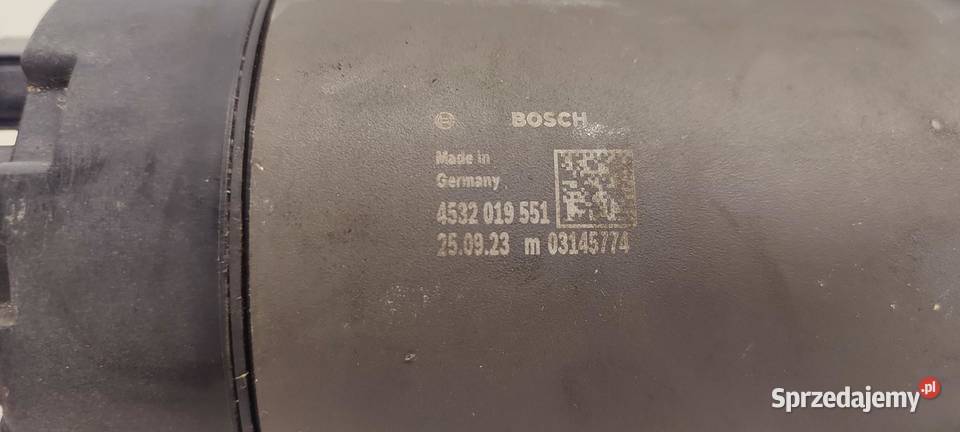 BOSCH
Made in
Germany
4532 019 551
25.09.23 m 03145774
Sprzedajemy.pl